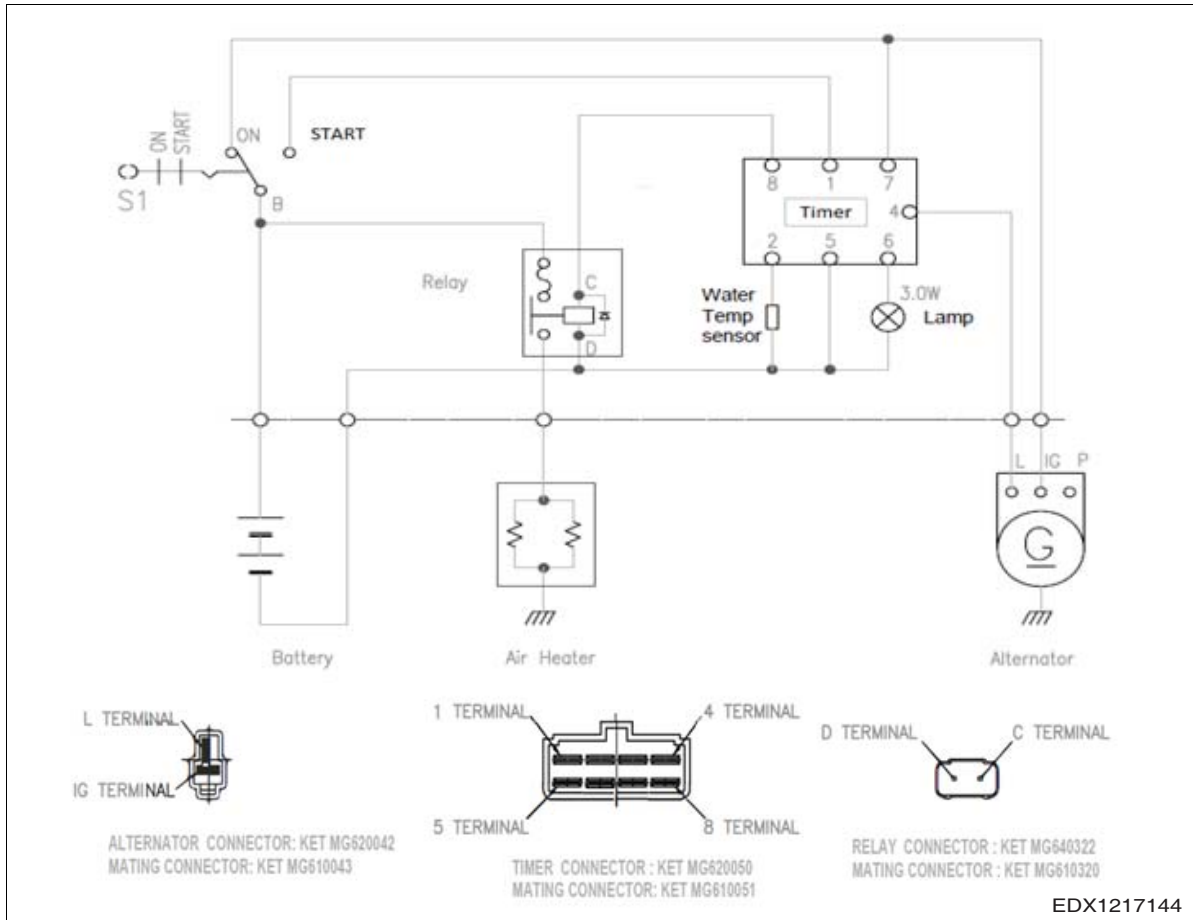 ON
START
S1
ON
START
B
8
1
7
Timer
4
2
5
6
Relay
C
D
Water
Temp
sensor
3.0W
Lamp
L
IG
P
G
Battery
Air Heater
Alternator
L TERMINAL
IG TERMINAL
ALTERNATOR CONNECTOR: KET MG620042
MATING CONNECTOR: KET MG610043
1 TERMINAL
4 TERMINAL
5 TERMINAL
8 TERMINAL
TIMER CONNECTOR : KET MG620050
MATING CONNECTOR: KET MG610051
D TERMINAL
C TERMINAL
RELAY CONNECTOR : KET MG640322
MATING CONNECTOR : KET MG610320
EDX1217144